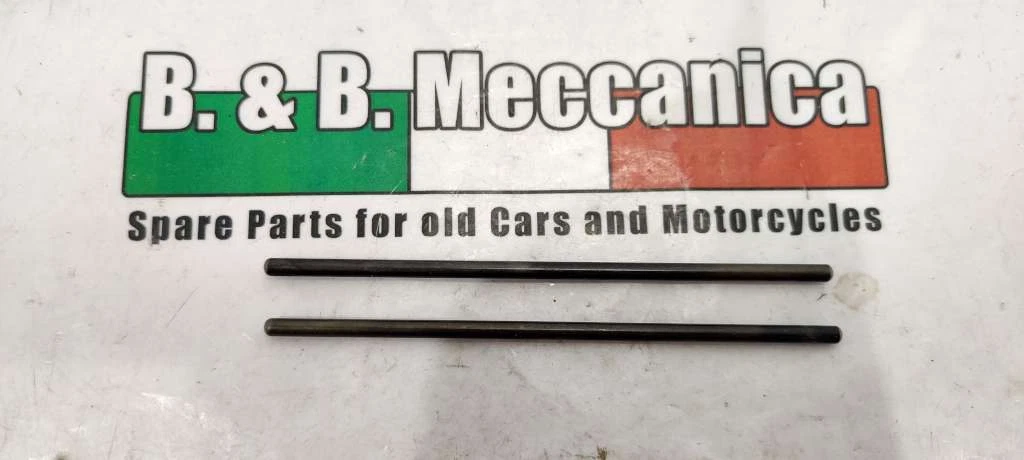 B. & B. Meccanica
Spare Parts for old Cars and Motorcycles